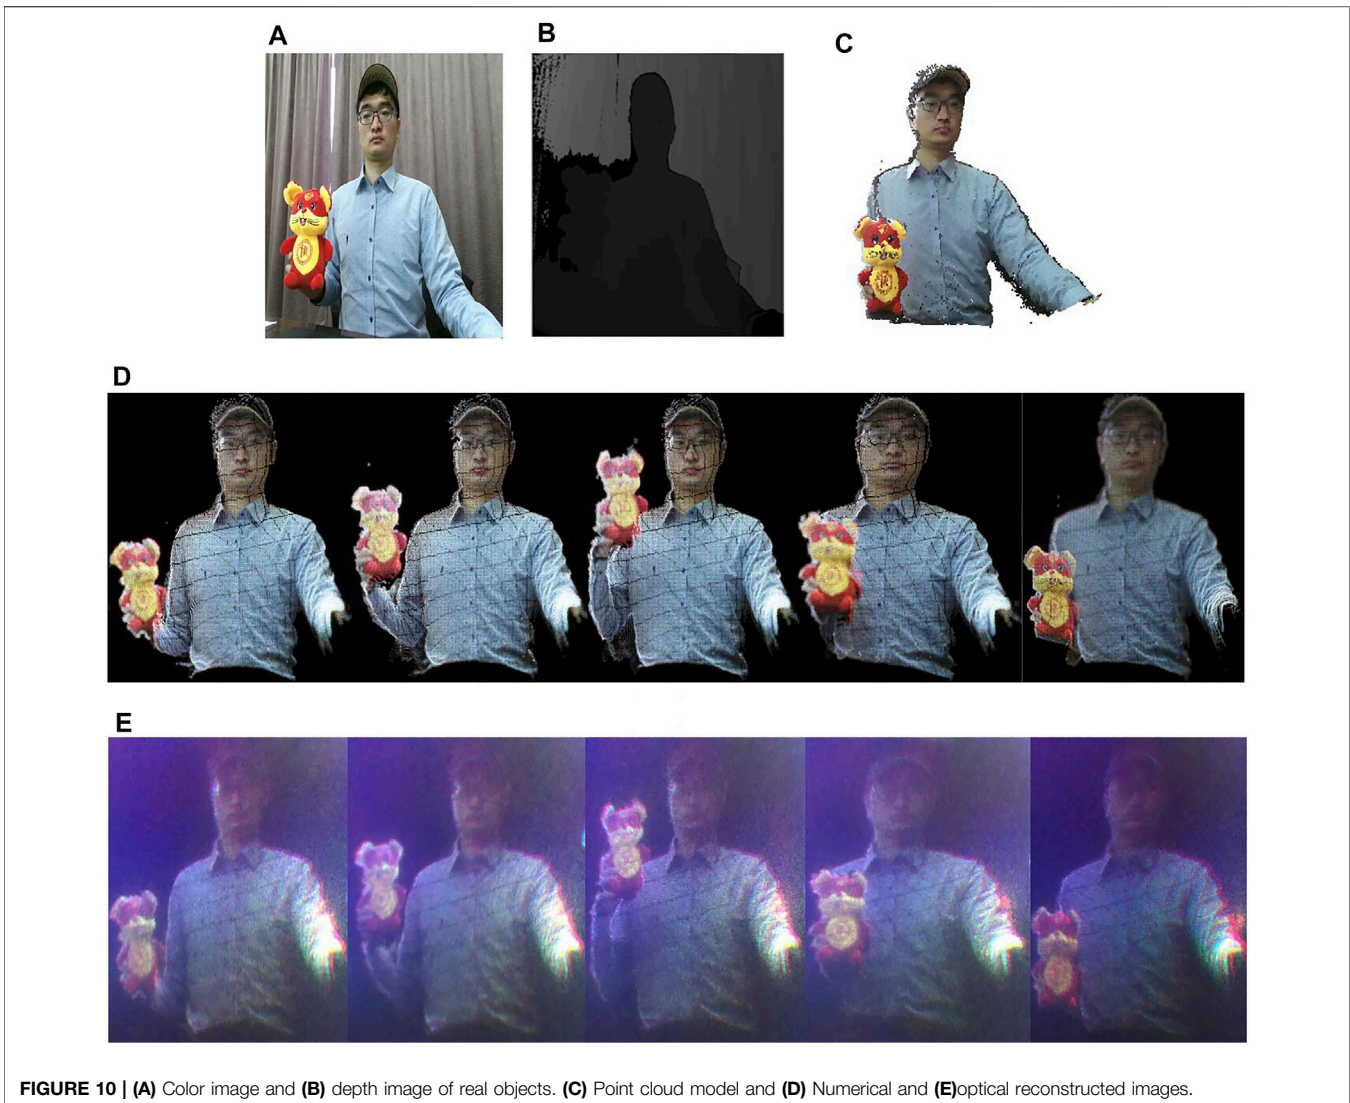 A
B
C
D
E
FIGURE 10 | (A) Color image and (B) depth image of real objects. (C) Point cloud model and (D) Numerical and (E)optical reconstructed images.